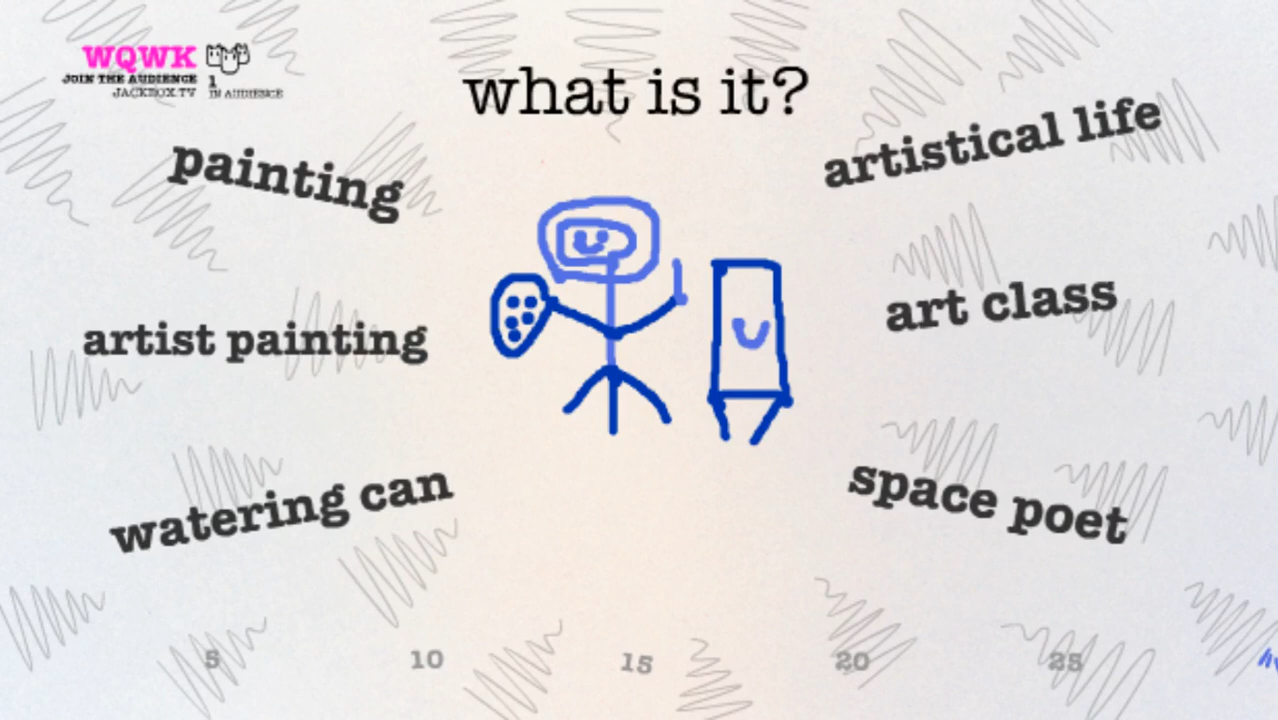 WQWK
JOIN THE AUDIENCE
JACKBOX.TV
1
IN AUDIENCE
what is it?
painting
artistical life
artist painting
art class
watering can
space poet
5
10
15
20
25